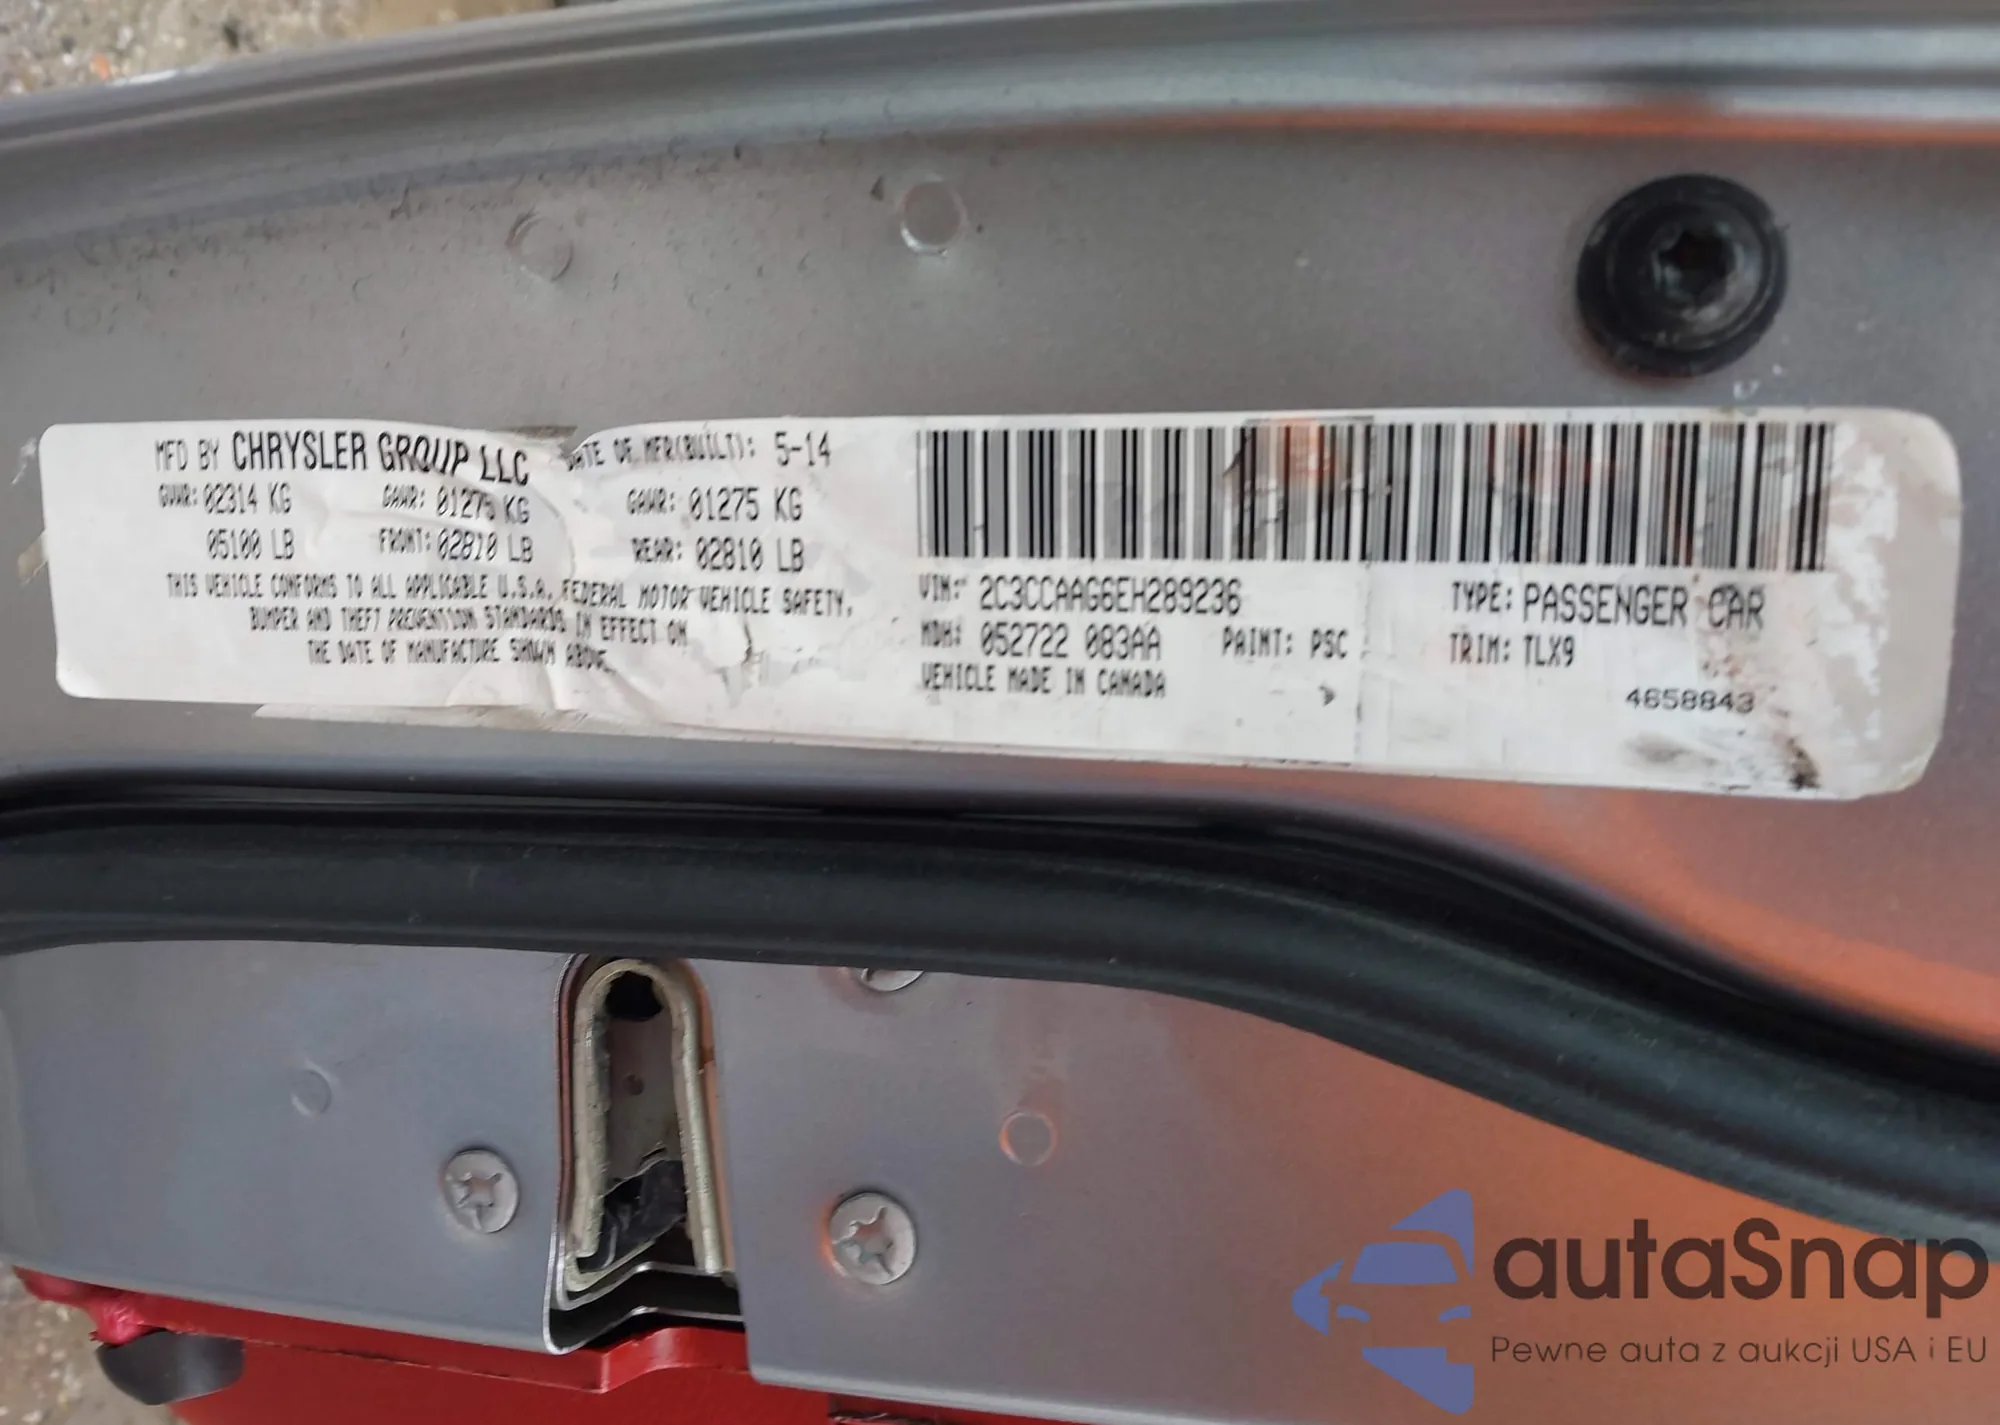 MFD BY CHRYSLER GROUP LLC DATE OF MFR(BUILT): 5-14
GVWR: 02314 KG GAWR: 01275 KG GAWR: 01275 KG
05100 LB FRONT: 02810 LB REAR: 02810 LB
THIS VEHICLE CONFORMS TO ALL APPLICABLE U.S.A. FEDERAL MOTOR VEHICLE SAFETY,
BUMPER AND THEFT PREVENTION STANDARDS IN EFFECT ON
THE DATE OF MANUFACTURE SHOWN ABOVE.
VIN: 2C3CCAAG6EH289236 TYPE: PASSENGER CAR
MDH: 052722 083AA PAINT: PSC TRIM: TLX9
VEHICLE MADE IN CANADA
4658843
autaSnap
Pewne auta z aukcji USA i EU